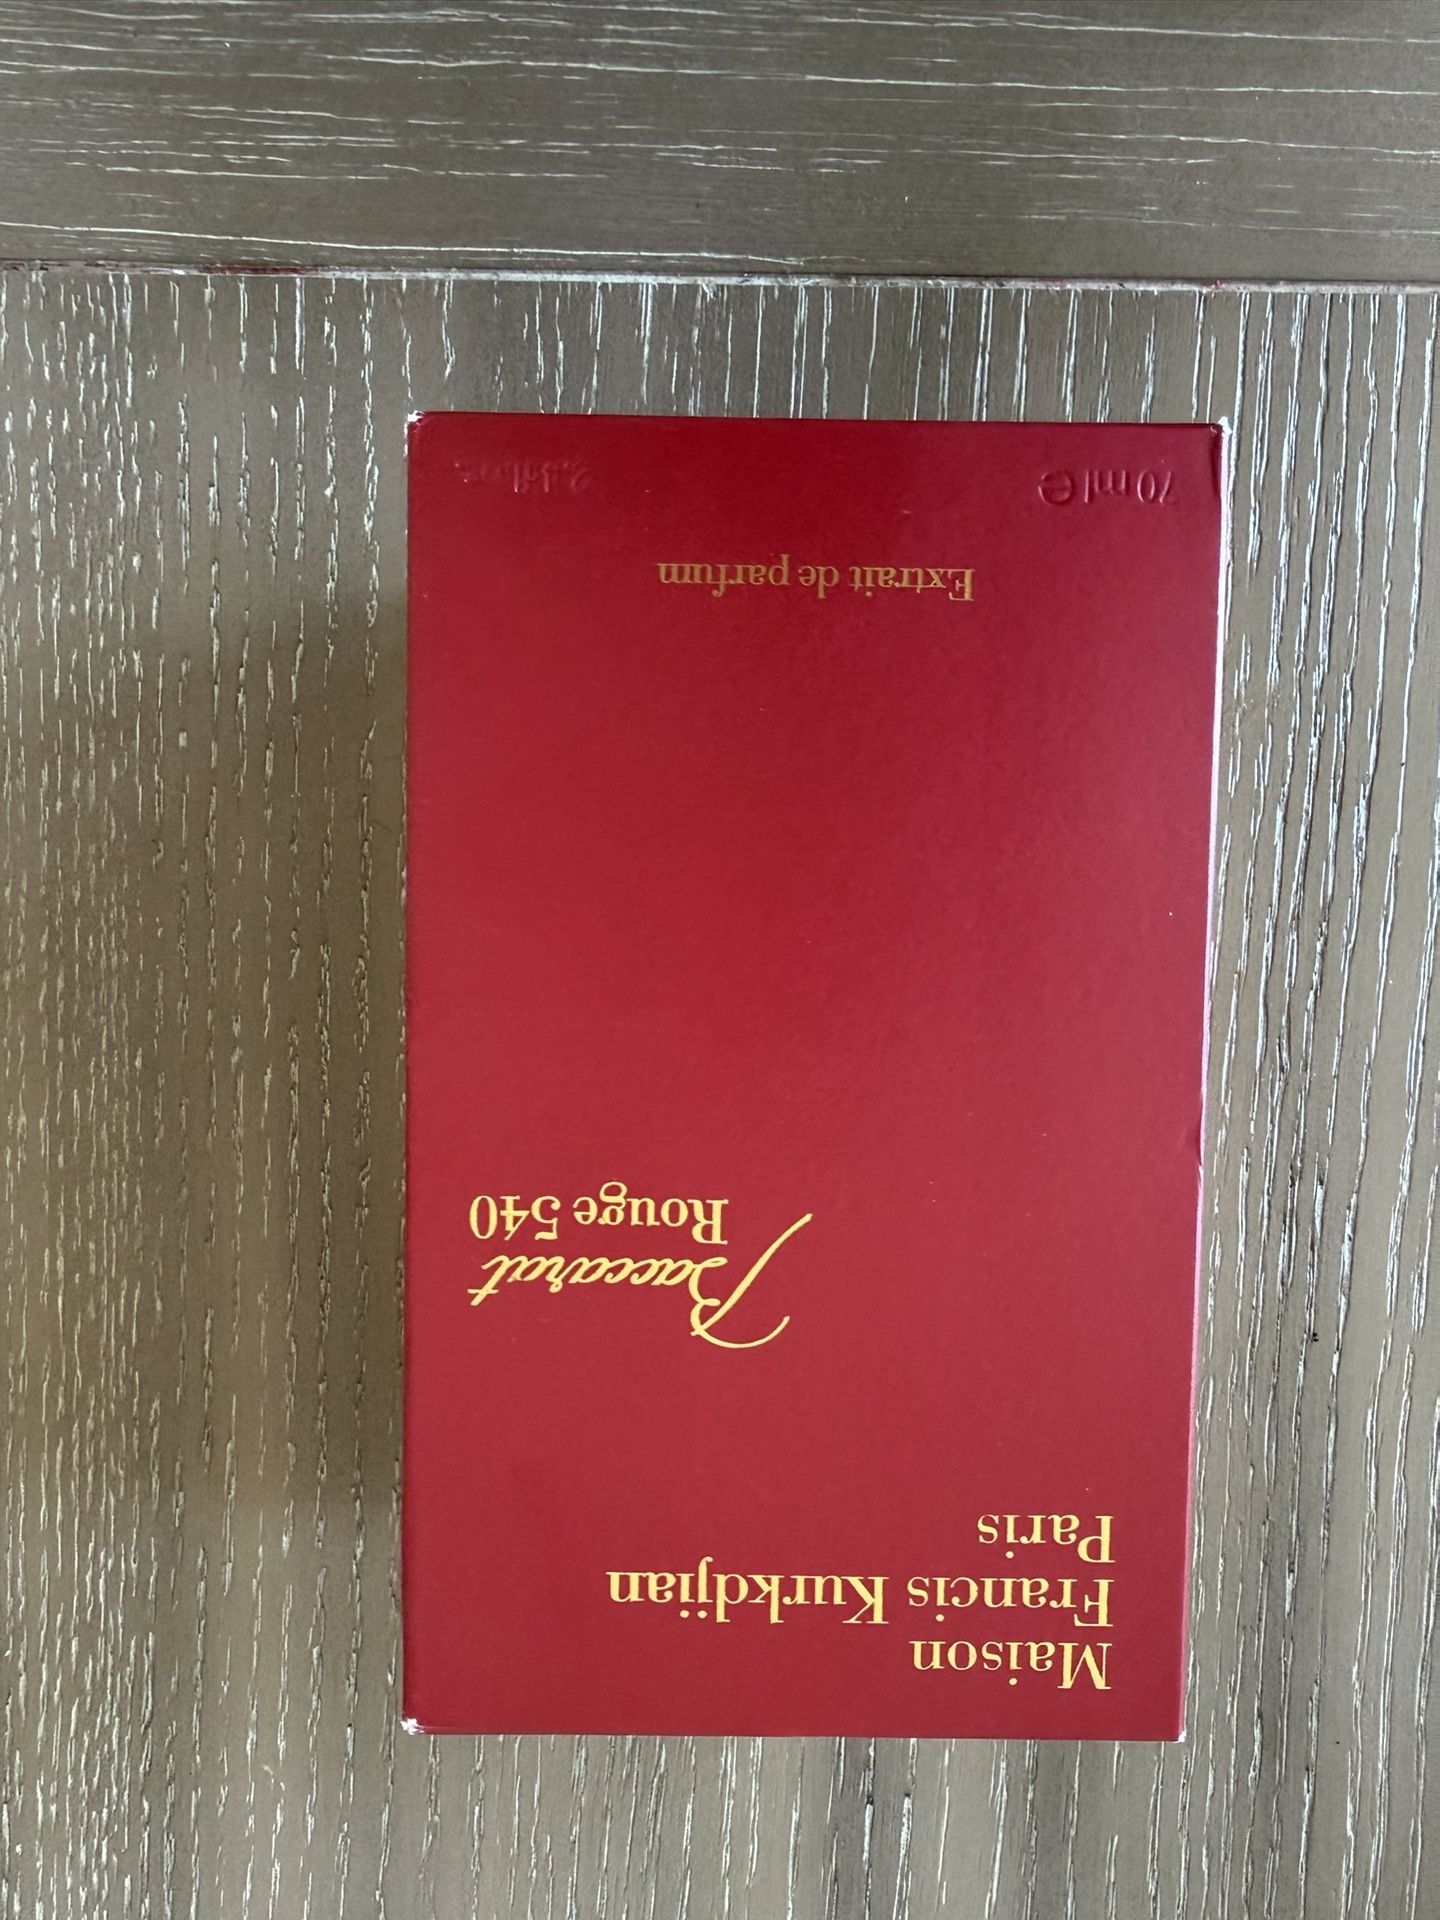 Maison
Francis Kurkdjian
Paris
Baccarat
Rouge 540
Extrait de parfum
70 ml ℮
2.4 fl.oz.